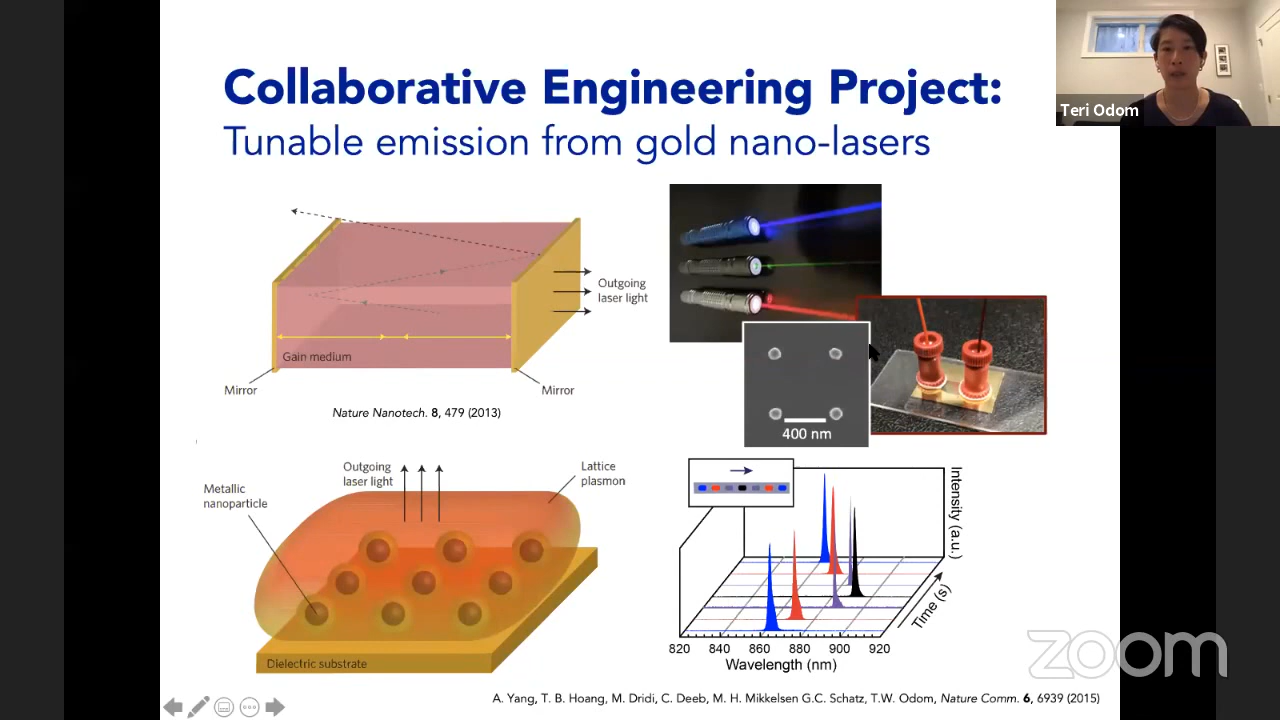 Collaborative Engineering Project:
Tunable emission from gold nano-lasers
Teri Odom
Outgoing
laser light
Gain medium
Mirror
Mirror
Nature Nanotech. 8, 479 (2013)
400 nm
Outgoing
laser light
Lattice
plasmon
Metallic
nanoparticle
Dielectric substrate
Intensity (a.u.)
Time (s)
820 840 860 880 900 920
Wavelength (nm)
zoom
A. Yang, T. B. Hoang, M. Dridi, C. Deeb, M. H. Mikkelsen G.C. Schatz, T.W. Odom, Nature Comm. 6, 6939 (2015)